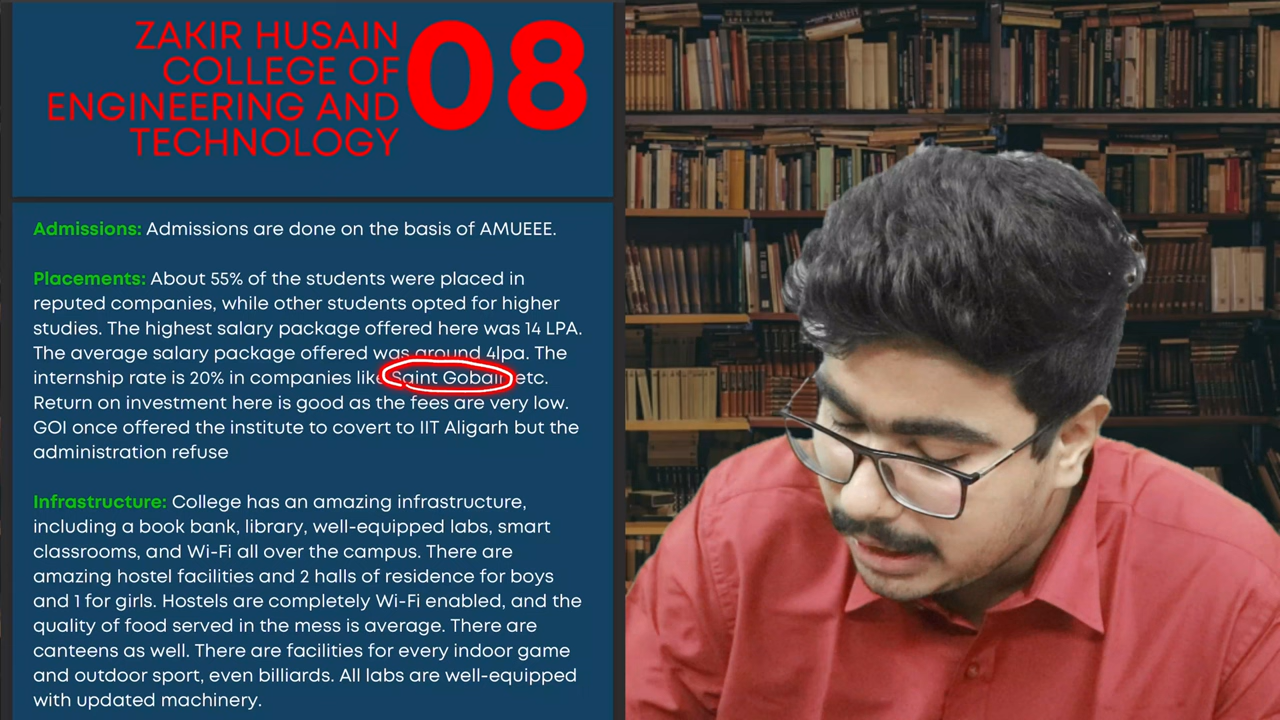 ZAKIR HUSAIN
COLLEGE OF
ENGINEERING AND
TECHNOLOGY
08
Admissions: Admissions are done on the basis of AMUEEE.
Placements: About 55% of the students were placed in
reputed companies, while other students opted for higher
studies. The highest salary package offered here was 14 LPA.
The average salary package offered was around 4lpa. The
internship rate is 20% in companies like Saint Gobain etc.
Return on investment here is good as the fees are very low.
GOI once offered the institute to covert to IIT Aligarh but the
administration refuse
Infrastructure: College has an amazing infrastructure,
including a book bank, library, well-equipped labs, smart
classrooms, and Wi-Fi all over the campus. There are
amazing hostel facilities and 2 halls of residence for boys
and 1 for girls. Hostels are completely Wi-Fi enabled, and the
quality of food served in the mess is average. There are
canteens as well. There are facilities for every indoor game
and outdoor sport, even billiards. All labs are well-equipped
with updated machinery.